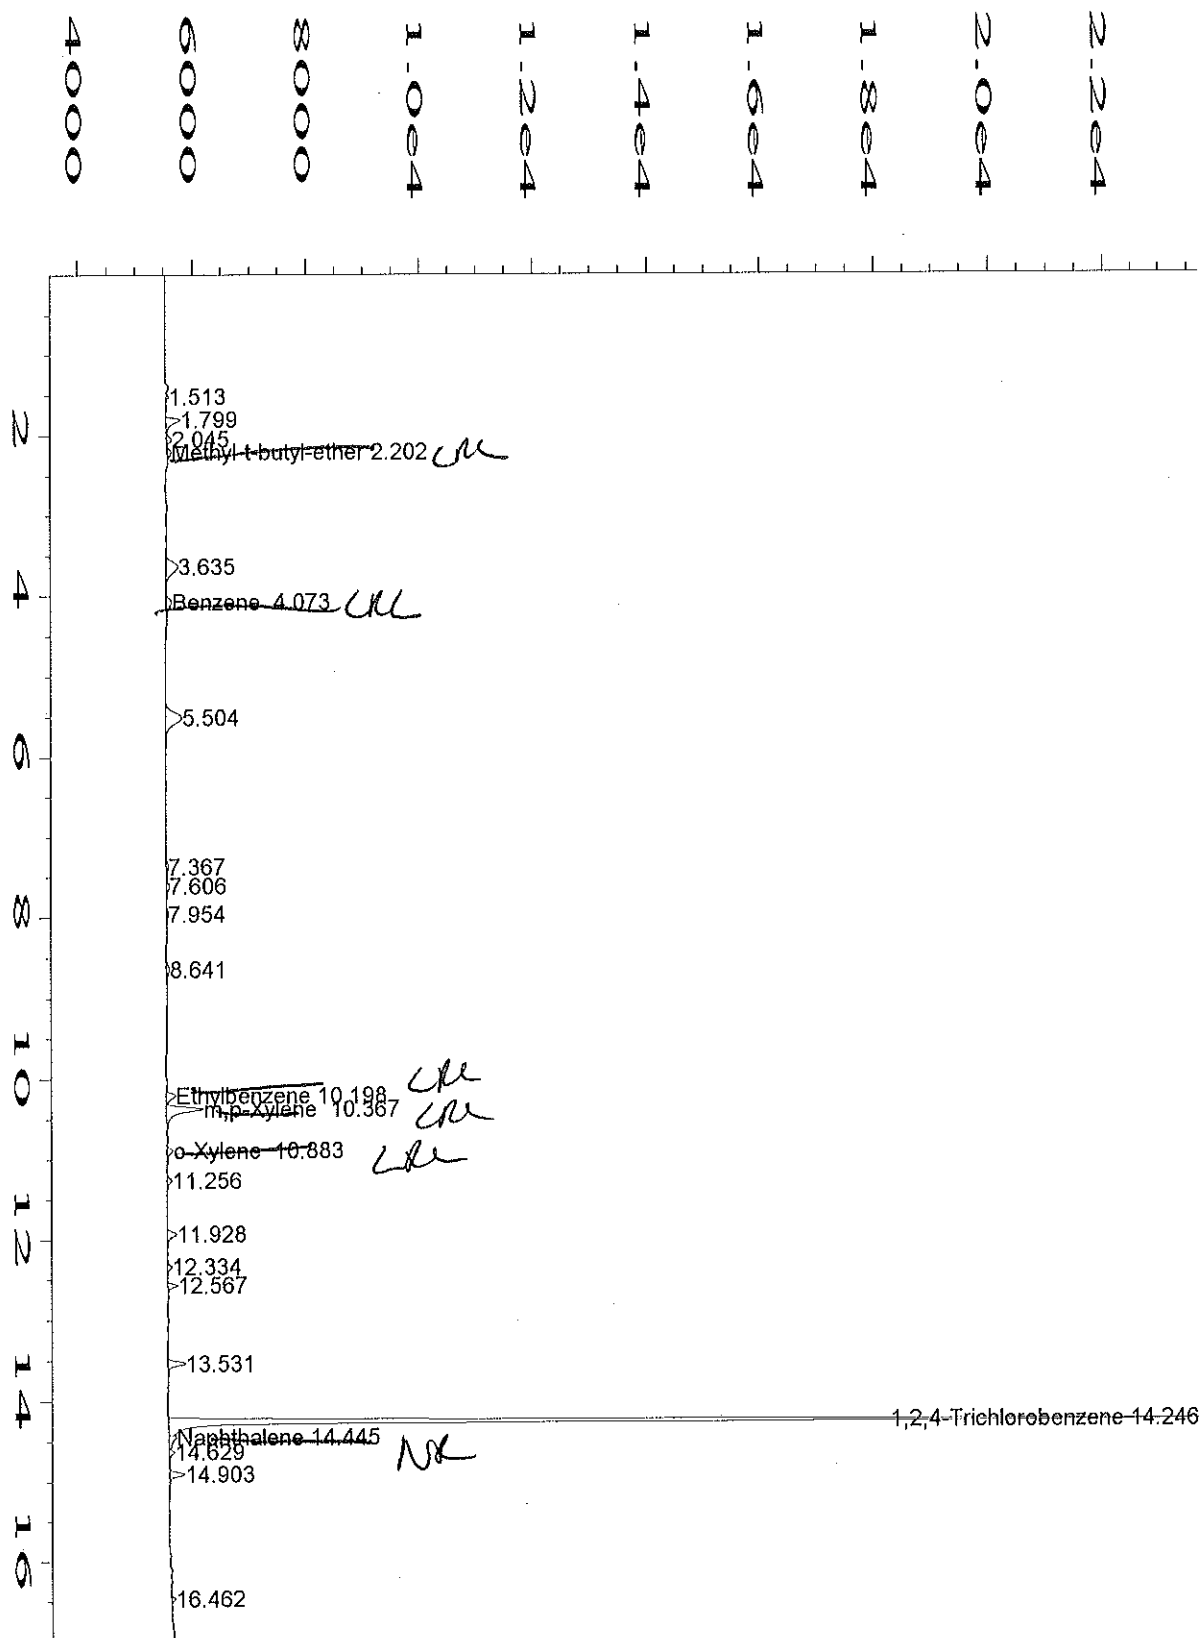 4000
6000
8000
1.0e4
1.2e4
1.4e4
1.6e4
1.8e4
2.0e4
2.2e4
1.513
1.799
2
2.045
Methyl-t-butyl-ether 2.202
3.635
4
Benzene 4.073
5.504
6
7.367
7.606
8
7.954
8.641
10
Ethylbenzene 10.198
m,p-Xylene 10.367
o-Xylene 10.883
11.256
11.928
12
12.334
12.567
13.531
14
1,2,4-Trichlorobenzene 14.246
Naphthalene 14.445
14.629
14.903
16
16.462